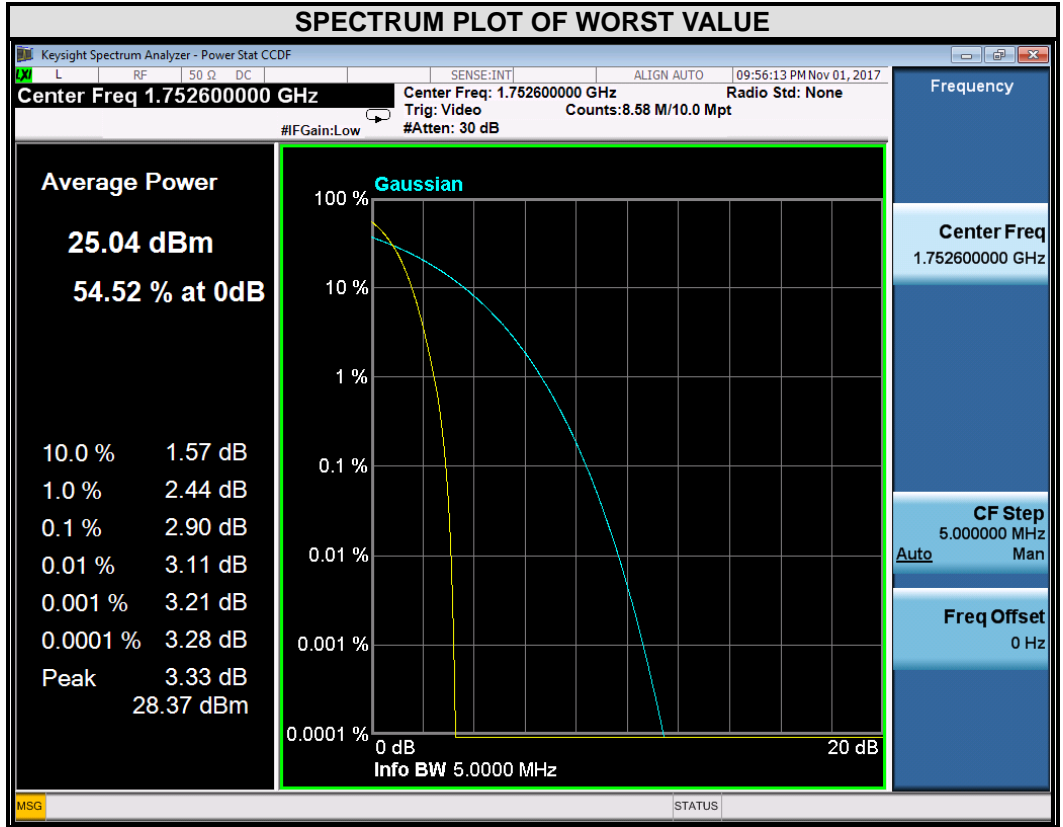 SPECTRUM PLOT OF WORST VALUE
Keysight Spectrum Analyzer - Power Stat CCDF
LXI L RF 50 Ω DC SENSE:INT ALIGN AUTO 09:56:13 PM Nov 01, 2017
Center Freq 1.752600000 GHz
Center Freq: 1.752600000 GHz Radio Std: None
Trig: Video Counts:8.58 M/10.0 Mpt
#IFGain:Low #Atten: 30 dB
Average Power
25.04 dBm
54.52 % at 0dB
10.0 % 1.57 dB
1.0 % 2.44 dB
0.1 % 2.90 dB
0.01 % 3.11 dB
0.001 % 3.21 dB
0.0001 % 3.28 dB
Peak 3.33 dB
28.37 dBm
Gaussian
100 %
10 %
1 %
0.1 %
0.01 %
0.001 %
0.0001 %
0 dB 20 dB
Info BW 5.0000 MHz
Frequency
Center Freq
1.752600000 GHz
CF Step
5.000000 MHz
Auto Man
Freq Offset
0 Hz
MSG STATUS